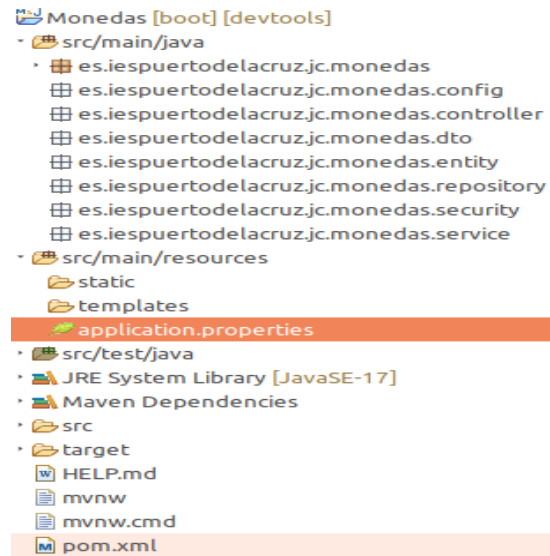 Monedas [boot] [devtools]
src/main/java
es.iespuertodelacruz.jc.monedas
es.iespuertodelacruz.jc.monedas.config
es.iespuertodelacruz.jc.monedas.controller
es.iespuertodelacruz.jc.monedas.dto
es.iespuertodelacruz.jc.monedas.entity
es.iespuertodelacruz.jc.monedas.repository
es.iespuertodelacruz.jc.monedas.security
es.iespuertodelacruz.jc.monedas.service
src/main/resources
static
templates
application.properties
src/test/java
JRE System Library [JavaSE-17]
Maven Dependencies
src
target
HELP.md
mvnw
mvnw.cmd
pom.xml